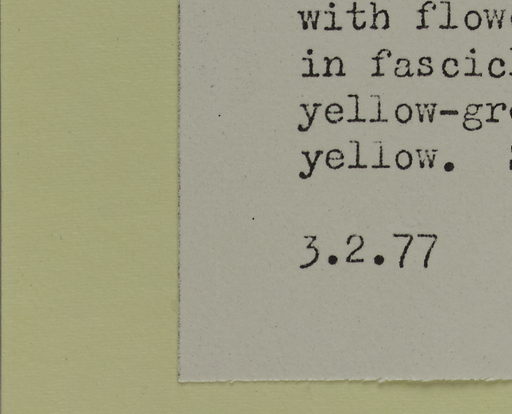 with flow
in fascic
yellow-gr
yellow.
3.2.77